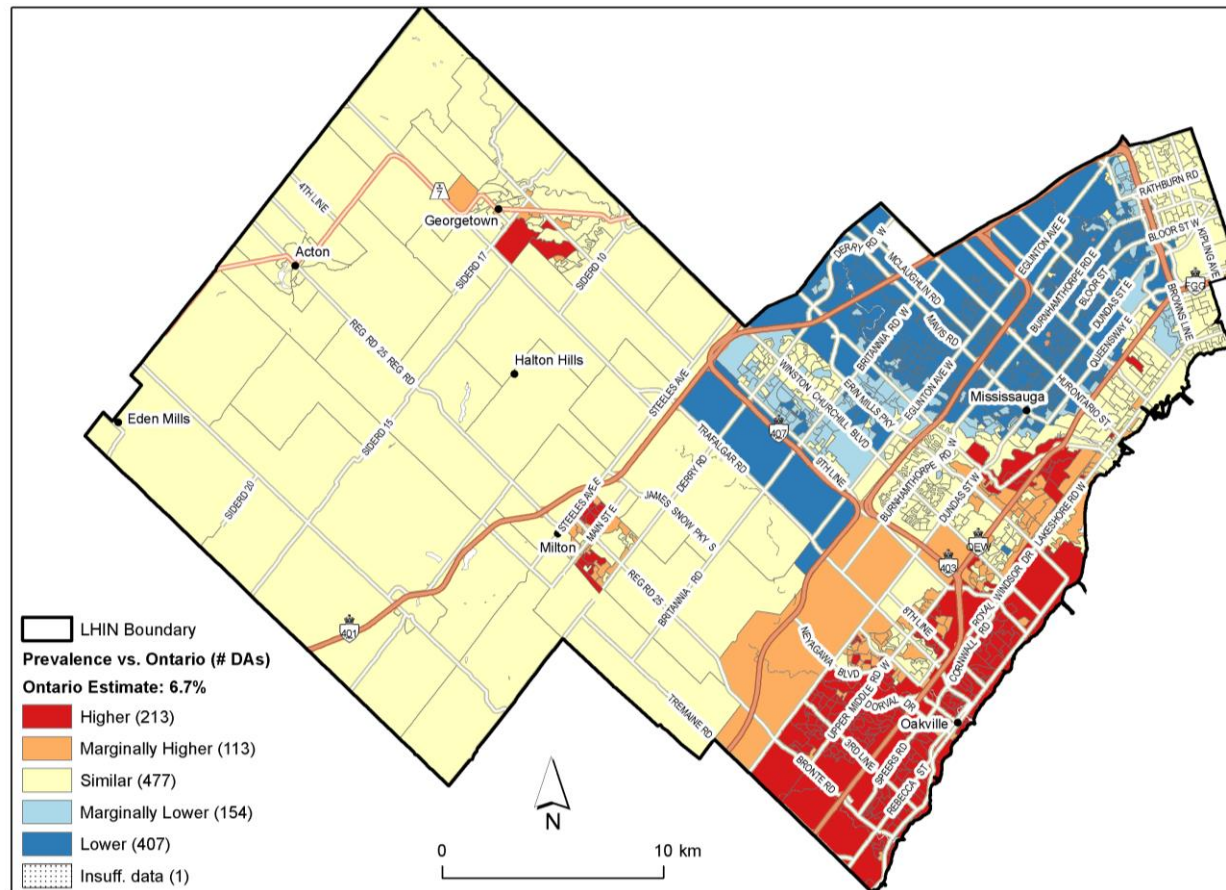 4TH LINE
7
Georgetown
Acton
SIDERD 17
SIDERD 10
REG RD 25 REG RD
Halton Hills
STEELES AVE
Eden Mills
SIDERD 15
SIDERD 20
STEELES AVE E
MAIN ST E
Milton
DERRY RD
JAMES SNOW PKY S
REG RD 25
BRITANNIA - RD
TREMAINE RD
401
TRAFALGAR RD
407
9TH LINE
WINSTON CHURCHILL BLVD
ERIN MILLS PKY
DERRY RD W
MCLAUGHLIN RD
MAVIS RD
BRITANNIA RD W
EGLINTON AVE W
EGLINTON AVE E
BURNHAMTHORPE RD E
BLOOR ST
DUNDAS ST E
QUEENSWAY E
RATHBURN RD
BLOOR ST W
KIPLING AVE
BROWNS LINE
Mississauga
HURONTARIO ST
BURNHAMTHORPE RD W
DUNDAS ST W
LAKESHORE RD W
QEW
403
ROYAL WINDSOR DR
8TH LINE
CORNWALL RD
NEYAGAWA BLVD
UPPER MIDDLE RD W
DORVAL DR
Oakville
3RD LINE
SPEERS RD
BRONTE RD
REBECCA ST
LHIN Boundary
Prevalence vs. Ontario (# DAs)
Ontario Estimate: 6.7%
Higher (213)
Marginally Higher (113)
Similar (477)
Marginally Lower (154)
Lower (407)
Insuff. data (1)
N
0 10 km